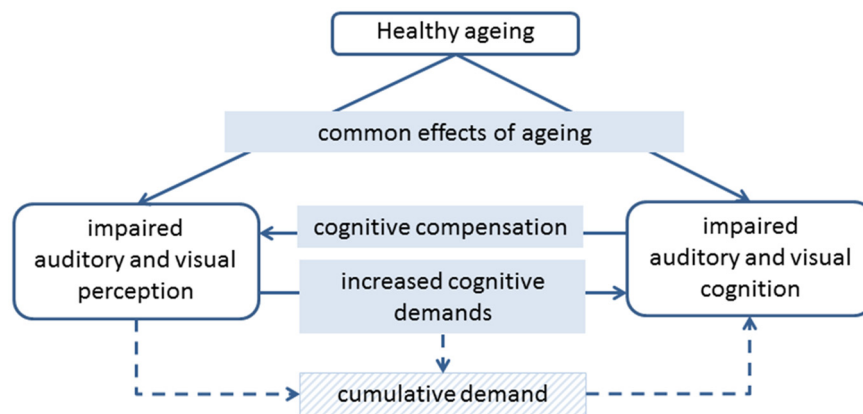 Healthy ageing
common effects of ageing
impaired
auditory and visual
perception
cognitive compensation
increased cognitive
demands
impaired
auditory and visual
cognition
cumulative demand